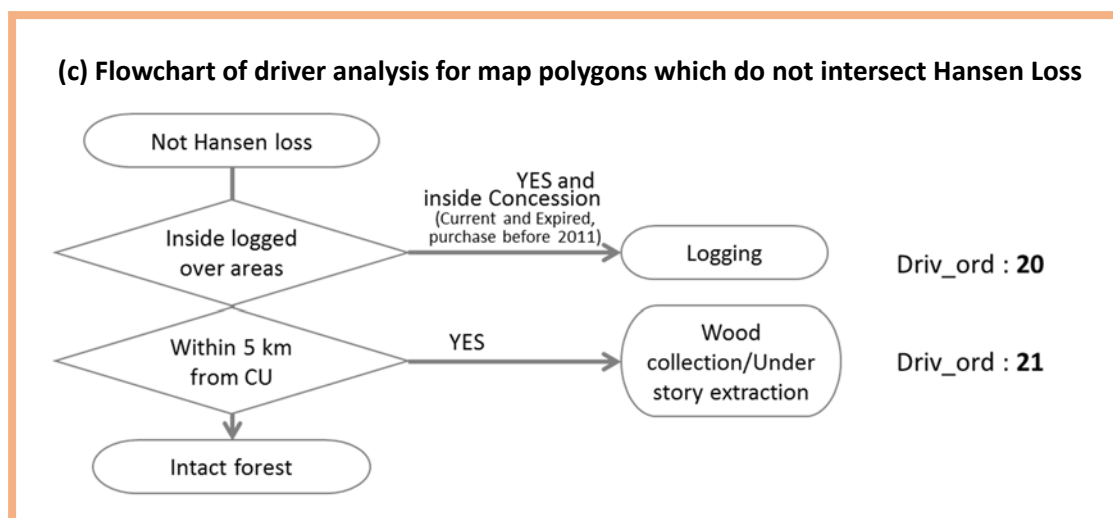 (c) Flowchart of driver analysis for map polygons which do not intersect Hansen Loss
Not Hansen loss
YES and
inside Concession
(Current and Expired,
purchase before 2011)
Inside logged
over areas
Logging
Driv_ord : 20
Within 5 km
from CU
YES
Wood
collection/Under
story extraction
Driv_ord : 21
Intact forest